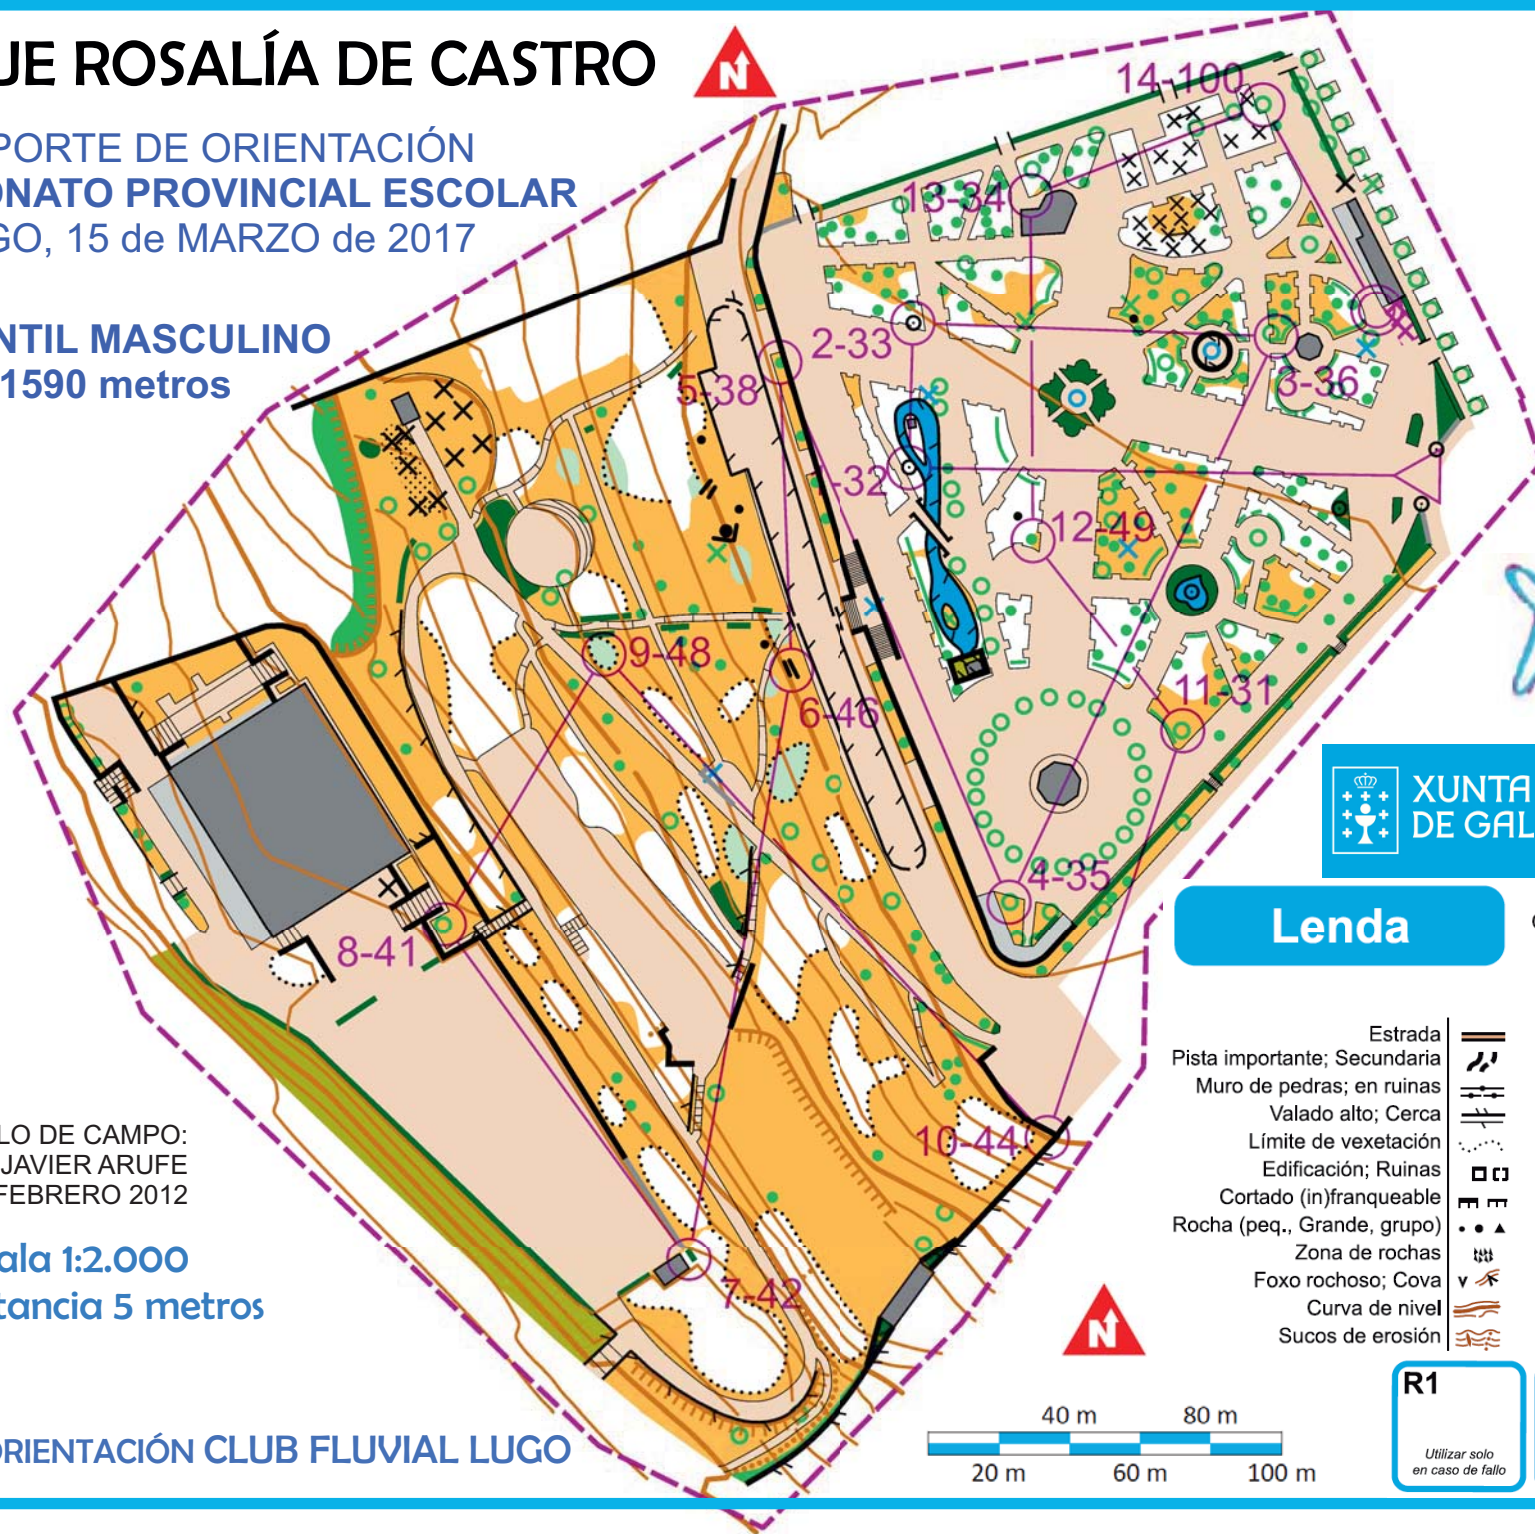 UE ROSALÍA DE CASTRO
PORTE DE ORIENTACIÓN
ONATO PROVINCIAL ESCOLAR
GO, 15 de MARZO de 2017
NTIL MASCULINO
1590 metros
N
14-100
13-34
2-33
5-38
3-36
1-32
12-49
9-48
6-46
11-31
4-35
8-41
10-44
7-42
XUNTA
DE GAL
Lenda
Estrada
Pista importante; Secundaria
Muro de pedras; en ruinas
Valado alto; Cerca
Límite de vexetación
Edificación; Ruinas
Cortado (in)franqueable
Rocha (peq., Grande, grupo)
Zona de rochas
Foxo rochoso; Cova
Curva de nivel
Sucos de erosión
LO DE CAMPO:
JAVIER ARUFE
FEBRERO 2012
ala 1:2.000
tancia 5 metros
N
40 m 80 m
20 m 60 m 100 m
R1
Utilizar solo
en caso de fallo
ORIENTACIÓN CLUB FLUVIAL LUGO